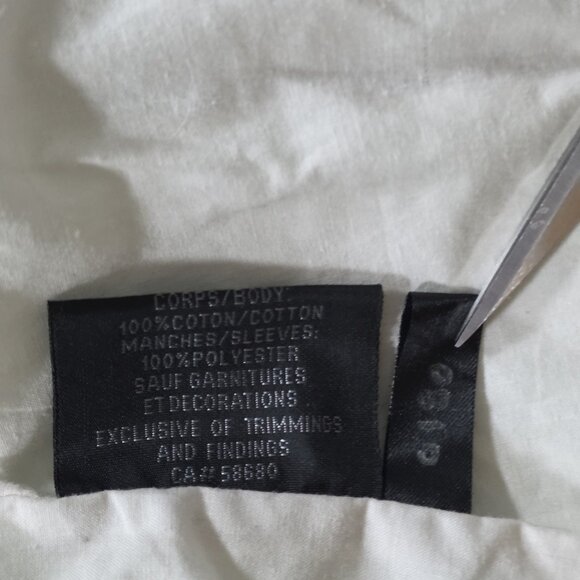 CORPS/BODY:
100%COTON/COTTON
MANCHES/SLEEVES:
100%POLYESTER
SAUF GARNITURES
ET DECORATIONS
EXCLUSIVE OF TRIMMINGS
AND FINDINGS
CA# 58680